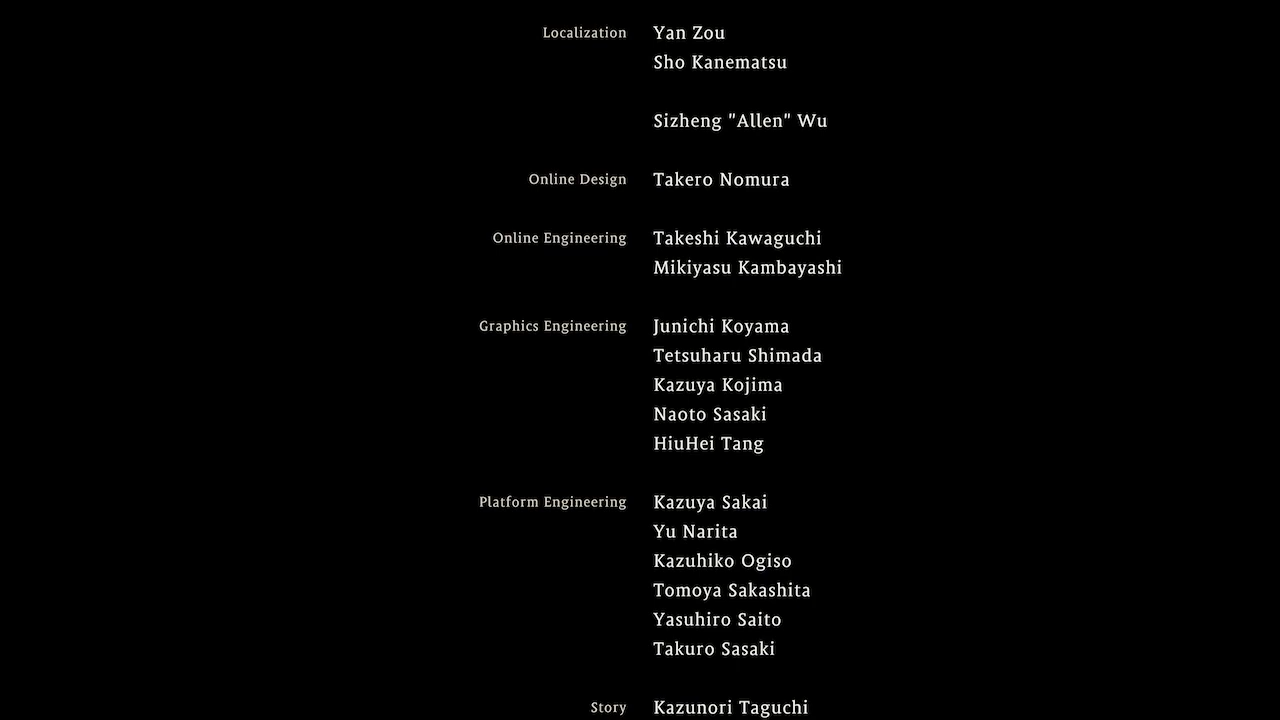 Localization Yan Zou
Sho Kanematsu
Sizheng "Allen" Wu
Online Design Takero Nomura
Online Engineering Takeshi Kawaguchi
Mikiyasu Kambayashi
Graphics Engineering Junichi Koyama
Tetsuharu Shimada
Kazuya Kojima
Naoto Sasaki
HiuHei Tang
Platform Engineering Kazuya Sakai
Yu Narita
Kazuhiko Ogiso
Tomoya Sakashita
Yasuhiro Saito
Takuro Sasaki
Story Kazunori Taguchi